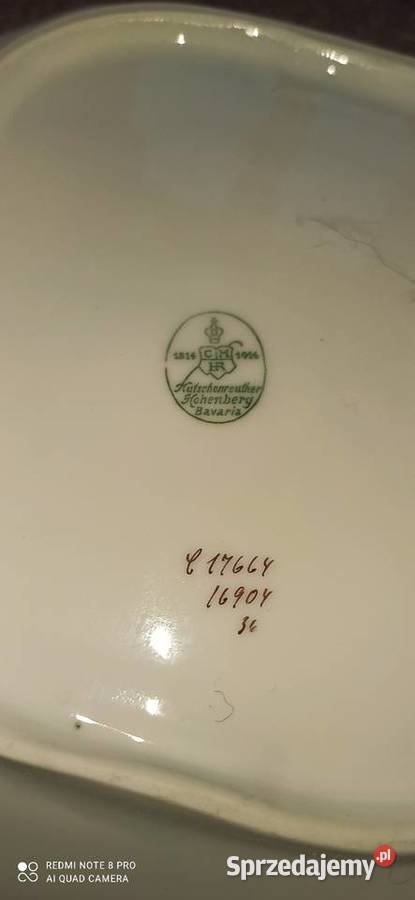 1814 CM 1914
HR
Hutschenreuther
Hohenberg
Bavaria
C 17664
16904
36
REDMI NOTE 8 PRO
AI QUAD CAMERA
Sprzedajemy.pl